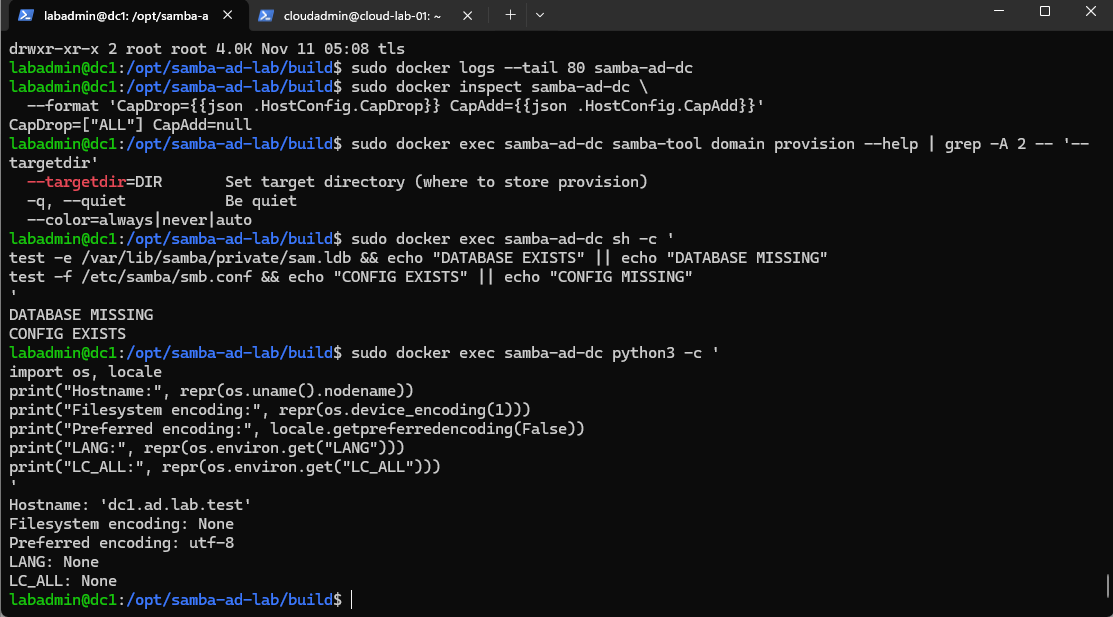 labadmin@dc1: /opt/samba-a
cloudadmin@cloud-lab-01: ~
drwxr-xr-x 2 root root 4.0K Nov 11 05:08 tls
labadmin@dc1:/opt/samba-ad-lab/build$ sudo docker logs --tail 80 samba-ad-dc
labadmin@dc1:/opt/samba-ad-lab/build$ sudo docker inspect samba-ad-dc \
  --format 'CapDrop={{json .HostConfig.CapDrop}} CapAdd={{json .HostConfig.CapAdd}}'
CapDrop=["ALL"] CapAdd=null
labadmin@dc1:/opt/samba-ad-lab/build$ sudo docker exec samba-ad-dc samba-tool domain provision --help | grep -A 2 -- '--
targetdir'
  --targetdir=DIR       Set target directory (where to store provision)
  -q, --quiet           Be quiet
  --color=always|never|auto
labadmin@dc1:/opt/samba-ad-lab/build$ sudo docker exec samba-ad-dc sh -c '
test -e /var/lib/samba/private/sam.ldb && echo "DATABASE EXISTS" || echo "DATABASE MISSING"
test -f /etc/samba/smb.conf && echo "CONFIG EXISTS" || echo "CONFIG MISSING"
'
DATABASE MISSING
CONFIG EXISTS
labadmin@dc1:/opt/samba-ad-lab/build$ sudo docker exec samba-ad-dc python3 -c '
import os, locale
print("Hostname:", repr(os.uname().nodename))
print("Filesystem encoding:", repr(os.device_encoding(1)))
print("Preferred encoding:", locale.getpreferredencoding(False))
print("LANG:", repr(os.environ.get("LANG")))
print("LC_ALL:", repr(os.environ.get("LC_ALL")))
'
Hostname: 'dc1.ad.lab.test'
Filesystem encoding: None
Preferred encoding: utf-8
LANG: None
LC_ALL: None
labadmin@dc1:/opt/samba-ad-lab/build$